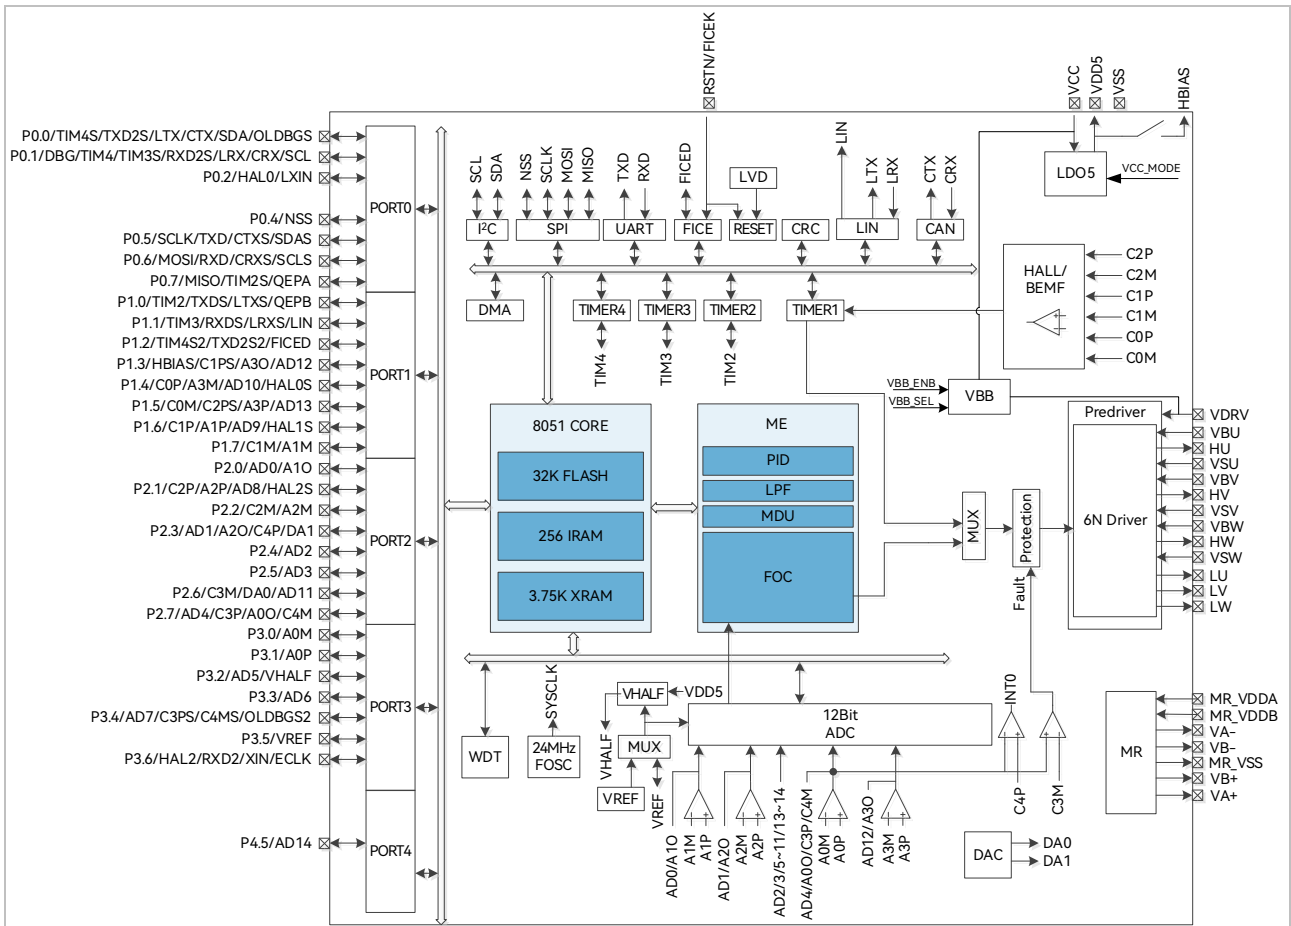 RSTN/FICEK
VCC
VDD5
VSS
HBIAS
P0.0/TIM4S/TXD2S/LTX/CTX/SDA/OLDBGS
P0.1/DBG/TIM4/TIM3S/RXD2S/LRX/CRX/SCL
P0.2/HAL0/LXIN
P0.4/NSS
P0.5/SCLK/TXD/CTXS/SDAS
P0.6/MOSI/RXD/CRXS/SCLS
P0.7/MISO/TIM2S/QEPA
P1.0/TIM2/TXDS/LTXS/QEPB
P1.1/TIM3/RXDS/LRXS/LIN
P1.2/TIM4S2/TXD2S2/FICED
P1.3/HBIAS/C1PS/A3O/AD12
P1.4/C0P/A3M/AD10/HAL0S
P1.5/C0M/C2PS/A3P/AD13
P1.6/C1P/A1P/AD9/HAL1S
P1.7/C1M/A1M
P2.0/AD0/A1O
P2.1/C2P/A2P/AD8/HAL2S
P2.2/C2M/A2M
P2.3/AD1/A2O/C4P/DA1
P2.4/AD2
P2.5/AD3
P2.6/C3M/DA0/AD11
P2.7/AD4/C3P/A0O/C4M
P3.0/A0M
P3.1/A0P
P3.2/AD5/VHALF
P3.3/AD6
P3.4/AD7/C3PS/C4MS/OLDBGS2
P3.5/VREF
P3.6/HAL2/RXD2/XIN/ECLK
P4.5/AD14
PORT0
PORT1
PORT2
PORT3
PORT4
SCL
SDA
NSS
SCLK
MOSI
MISO
TXD
RXD
FICED
LVD
LIN
LTX
LRX
CTX
CRX
I²C
SPI
UART
FICE
RESET
CRC
LIN
CAN
LDO5
VCC_MODE
DMA
TIMER4
TIMER3
TIMER2
TIMER1
TIM4
TIM3
TIM2
HALL/
BEMF
C2P
C2M
C1P
C1M
C0P
C0M
VBB_ENB
VBB_SEL
VBB
8051 CORE
32K FLASH
256 IRAM
3.75K XRAM
ME
PID
LPF
MDU
FOC
MUX
Protection
Fault
Predriver
6N Driver
VDRV
VBU
HU
VSU
VBV
HV
VSV
VBW
HW
VSW
LU
LV
LW
WDT
SYSCLK
24MHz
FOSC
VHALF
VDD5
VHALF
MUX
VREF
VREF
12Bit
ADC
INT0
AD0/A1O
A1M
A1P
AD1/A2O
A2M
A2P
AD2/3/5~11/13~14
AD4/A0O/C3P/C4M
A0M
A0P
AD12/A3O
A3M
A3P
C4P
C3M
MR
MR_VDDA
MR_VDDB
VA−
VB−
MR_VSS
VB+
VA+
DAC
DA0
DA1